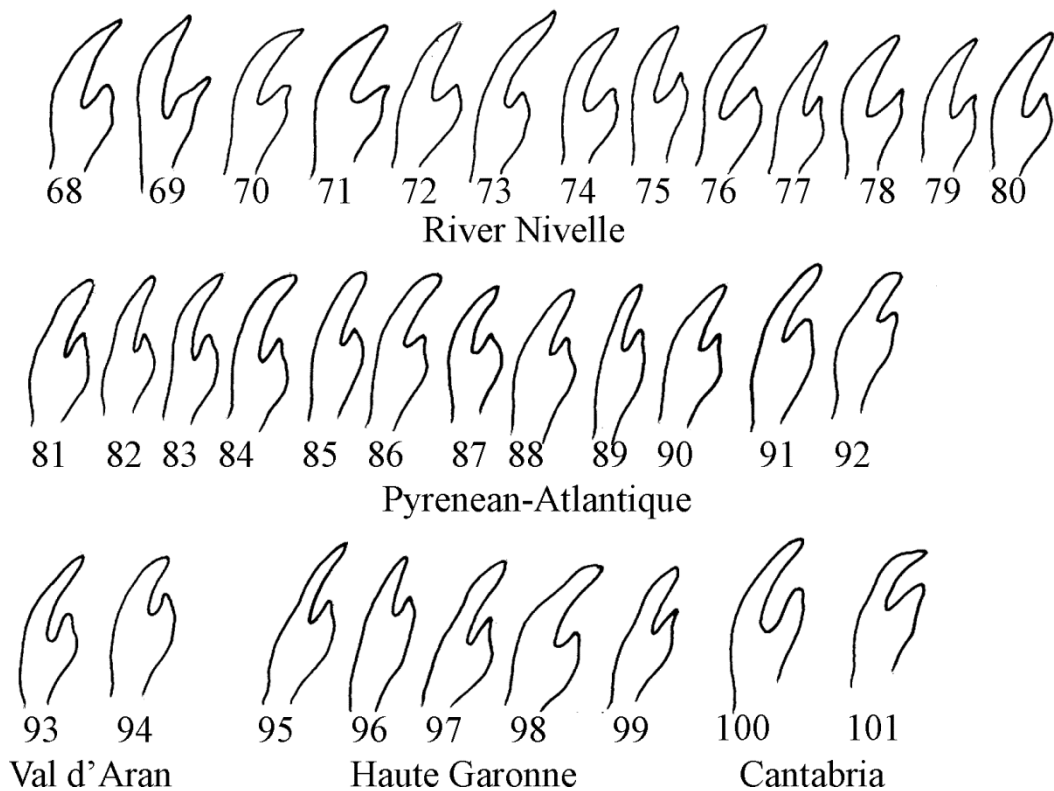 68 69 70 71 72 73 74 75 76 77 78 79 80
River Nivelle
81 82 83 84 85 86 87 88 89 90 91 92
Pyrenean-Atlantique
93 94 95 96 97 98 99 100 101
Val d’Aran Haute Garonne Cantabria